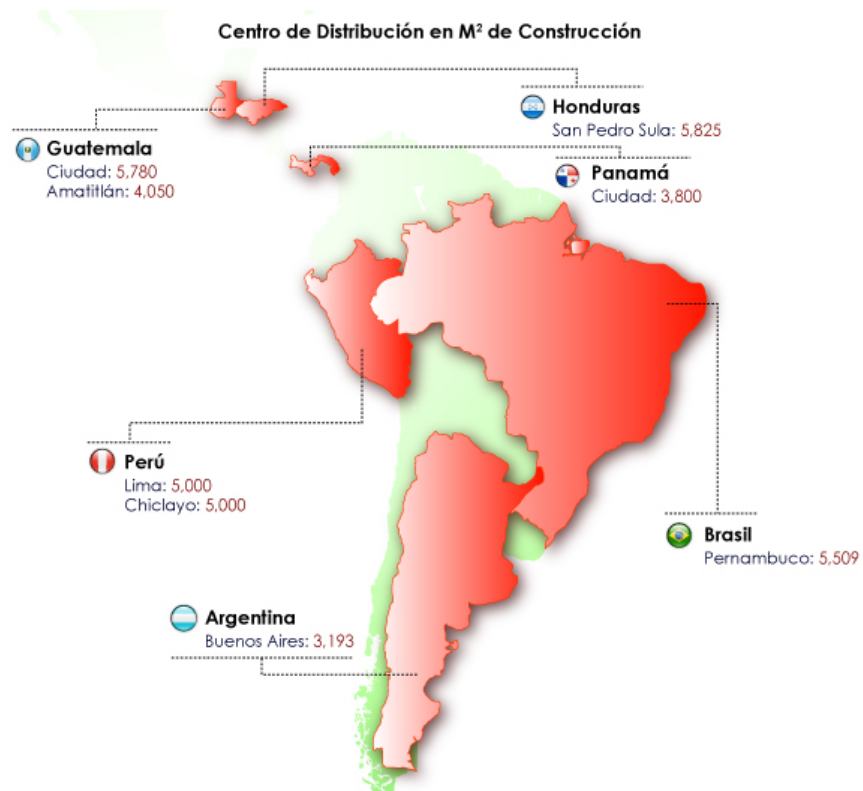 Centro de Distribución en M² de Construcción
Honduras
San Pedro Sula: 5,825
Guatemala
Ciudad: 5,780
Amatitlán: 4,050
Panamá
Ciudad: 3,800
Perú
Lima: 5,000
Chiclayo: 5,000
Brasil
Pernambuco: 5,509
Argentina
Buenos Aires: 3,193